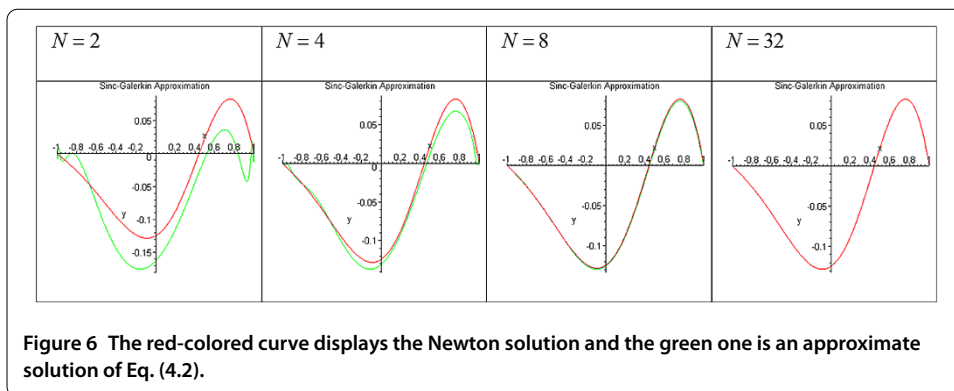 N = 2
N = 4
N = 8
N = 32
Sinc-Galerkin Approximation
0.05
x
-1 -0.8 -0.6 -0.4 -0.2 0 0.2 0.4 0.6 0.8 1
-0.05
y
-0.1
-0.15
Sinc-Galerkin Approximation
0.05
x
-1 -0.8 -0.6 -0.4 -0.2 0 0.2 0.4 0.6 0.8 1
-0.05
y
-0.1
Sinc-Galerkin Approximation
0.05
x
-1 -0.8 -0.6 -0.4 -0.2 0 0.2 0.4 0.6 0.8 1
-0.05
y
-0.1
Sinc-Galerkin Approximation
0.05
x
-1 -0.8 -0.6 -0.4 -0.2 0 0.2 0.4 0.6 0.8 1
-0.05
y
-0.1
Figure 6 The red-colored curve displays the Newton solution and the green one is an approximate
solution of Eq. (4.2).